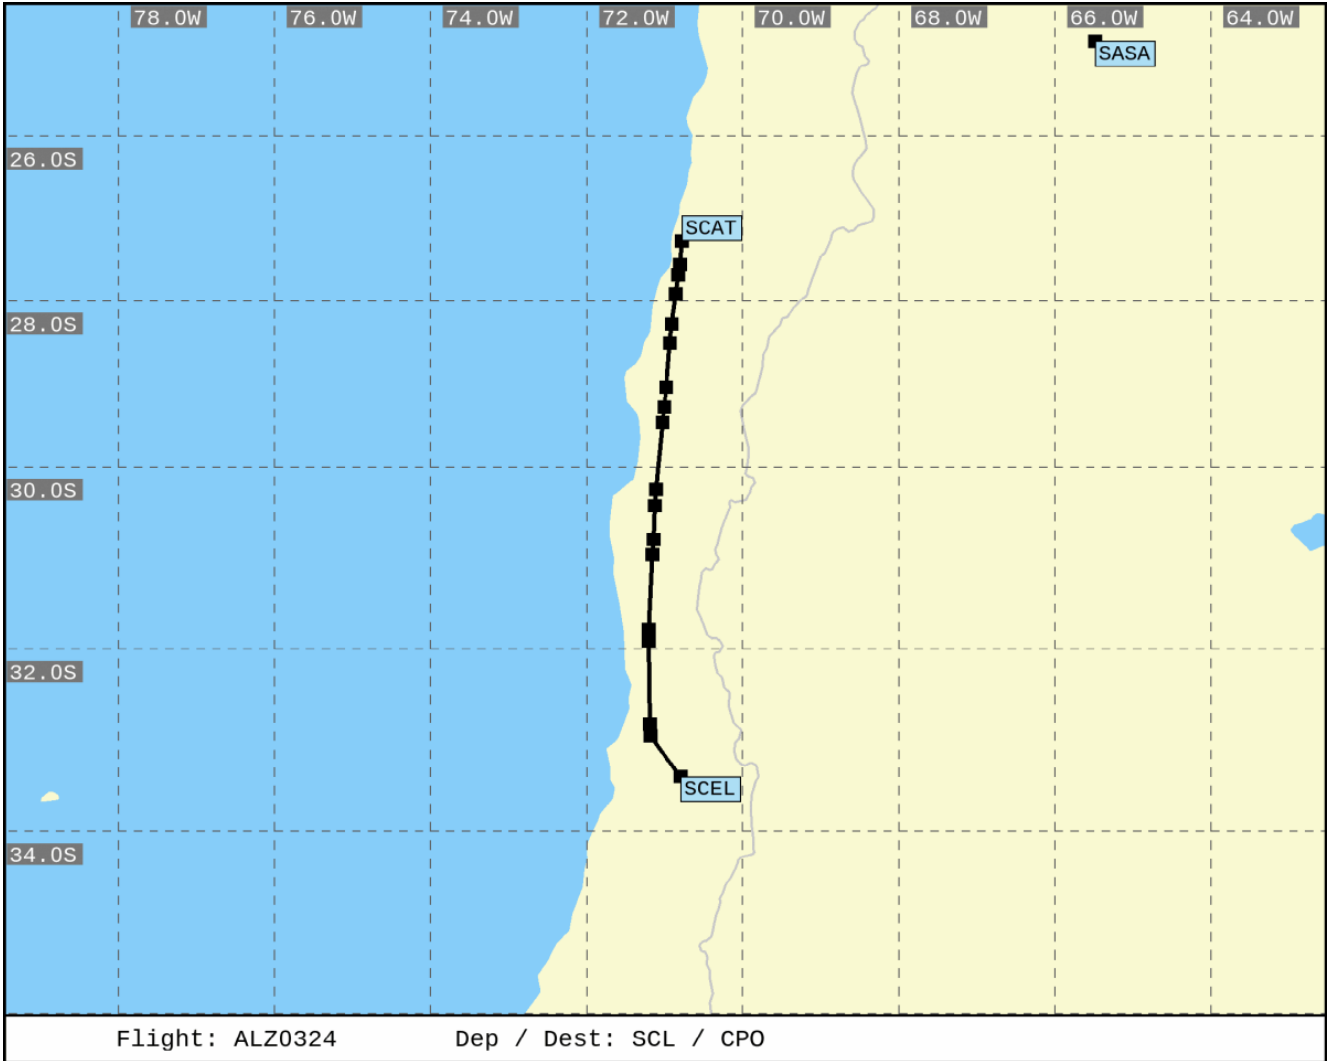 78.0W 76.0W 74.0W 72.0W 70.0W 68.0W 66.0W 64.0W
SASA
26.0S
SCAT
28.0S
30.0S
32.0S
SCEL
34.0S
Flight: ALZ0324 Dep / Dest: SCL / CPO